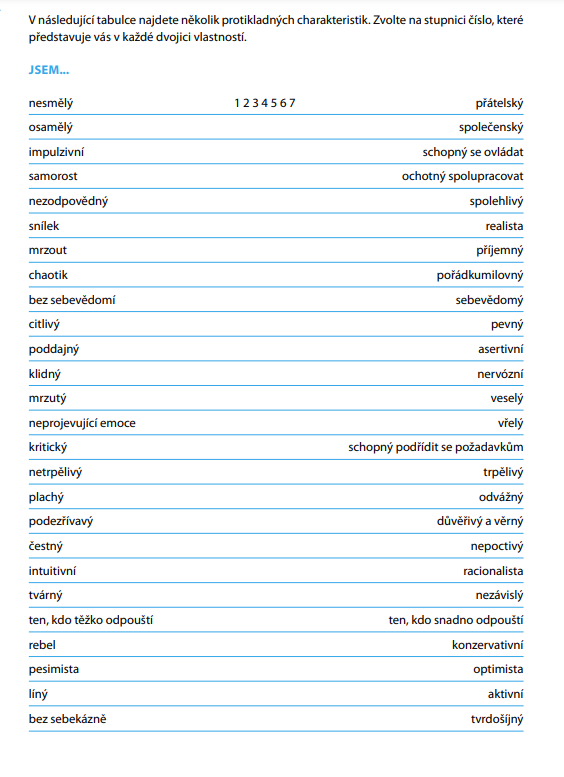 V následující tabulce najdete několik protikladných charakteristik. Zvolte na stupnici číslo, které
představuje vás v každé dvojici vlastností.
JSEM...
nesmělý 1 2 3 4 5 6 7 přátelský
osamělý společenský
impulzivní schopný se ovládat
samorost ochotný spolupracovat
nezodpovědný spolehlivý
snílek realista
mrzout příjemný
chaotik pořádkumilovný
bez sebevědomí sebevědomý
citlivý pevný
poddajný asertivní
klidný nervózní
mrzutý veselý
neprojevující emoce vřelý
kritický schopný podřídit se požadavkům
netrpělivý trpělivý
plachý odvážný
podezřívavý důvěřivý a věrný
čestný nepoctivý
intuitivní racionalista
tvárný nezávislý
ten, kdo těžko odpouští ten, kdo snadno odpouští
rebel konzervativní
pesimista optimista
líný aktivní
bez sebekázně tvrdošíjný